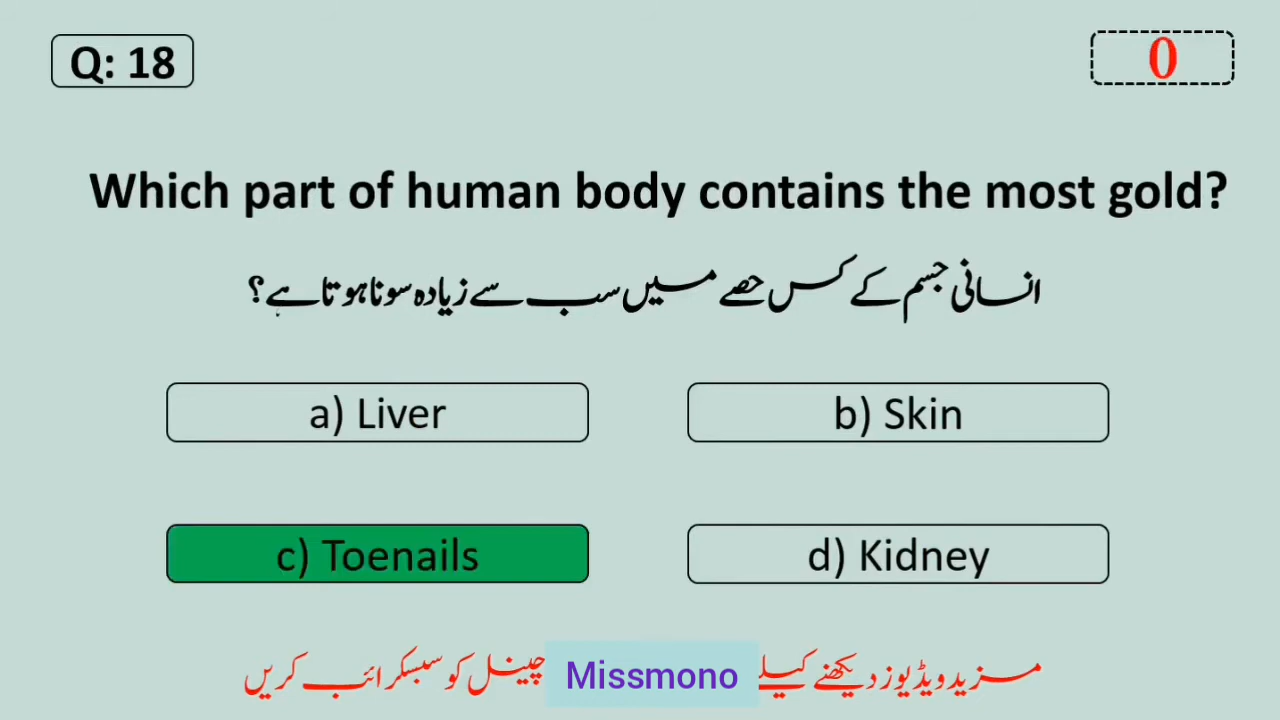 Q: 18
0
Which part of human body contains the most gold?
انسانی جسم کے کس حصے میں سب سے زیادہ سونا ہوتا ہے؟
a) Liver
b) Skin
c) Toenails
d) Kidney
مزید ویڈیوز دیکھنے کیلے Missmono چینل کو سبسکرائب کریں